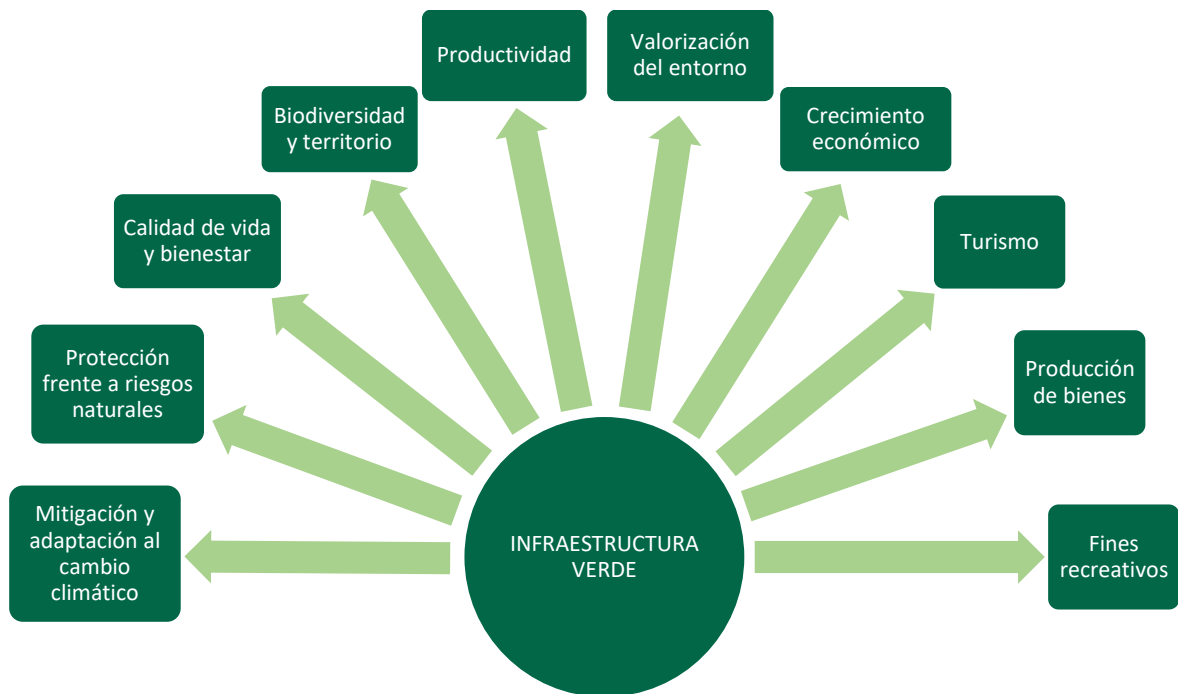 Productividad
Valorización
del entorno
Biodiversidad
y territorio
Crecimiento
económico
Calidad de vida
y bienestar
Turismo
Protección
frente a riesgos
naturales
Producción
de bienes
Mitigación y
adaptación al
cambio
climático
INFRAESTRUCTURA
VERDE
Fines
recreativos